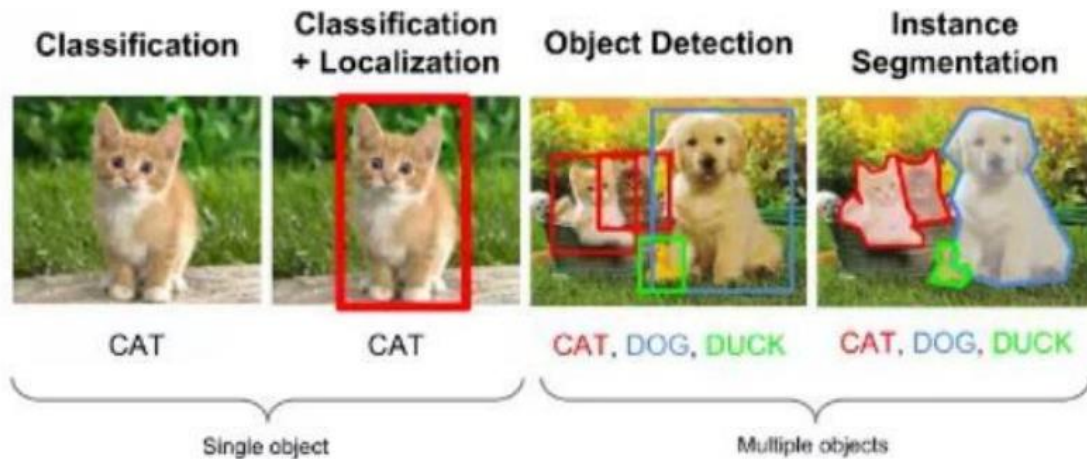 Classification
Classification
+ Localization
Object Detection
Instance
Segmentation
CAT
CAT
CAT, DOG, DUCK
CAT, DOG, DUCK
Single object
Multiple objects